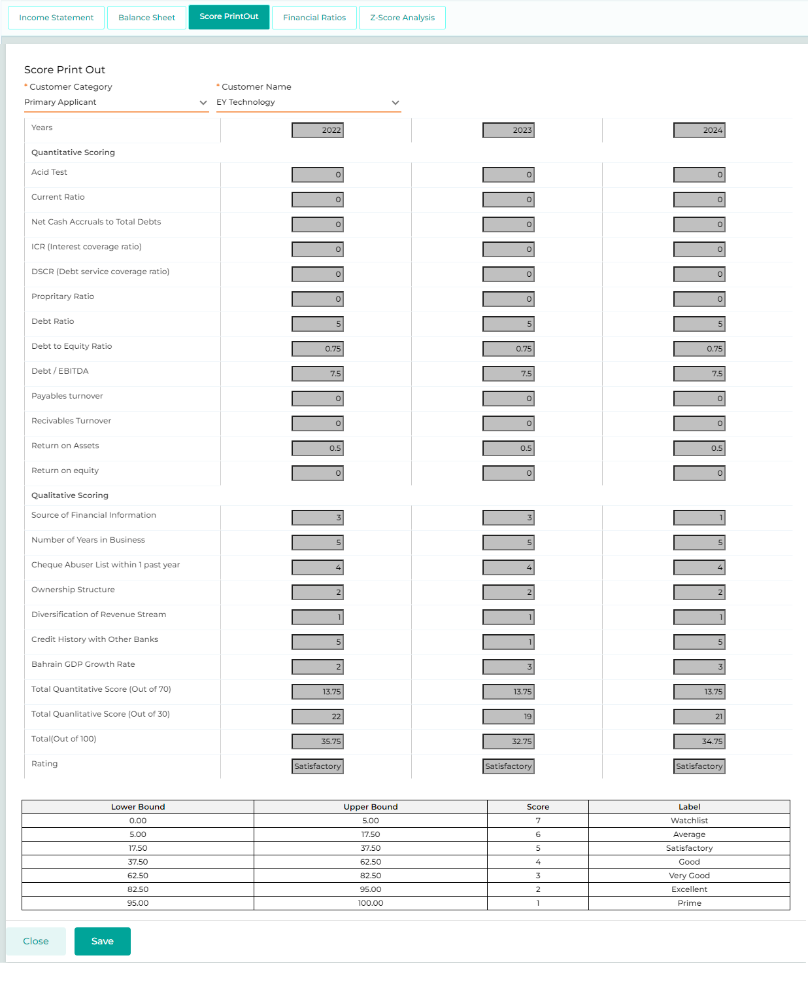 Income Statement Balance Sheet Score PrintOut Financial Ratios Z-Score Analysis
Score Print Out
* Customer Category * Customer Name
Primary Applicant EY Technology
Years 2022 2023 2024
Quantitative Scoring
Acid Test 0 0 0
Current Ratio 0 0 0
Net Cash Accruals to Total Debts 0 0 0
ICR (Interest coverage ratio) 0 0 0
DSCR (Debt service coverage ratio) 0 0 0
Propritary Ratio 0 0 0
Debt Ratio 5 5 5
Debt to Equity Ratio 0.75 0.75 0.75
Debt / EBITDA 7.5 7.5 7.5
Payables turnover 0 0 0
Recivables Turnover 0 0 0
Return on Assets 0.5 0.5 0.5
Return on equity 0 0 0
Qualitative Scoring
Source of Financial Information 3 3 1
Number of Years in Business 5 5 5
Cheque Abuser List within 1 past year 4 4 4
Ownership Structure 2 2 2
Diversification of Revenue Stream 1 1 1
Credit History with Other Banks 5 1 5
Bahrain GDP Growth Rate 2 3 3
Total Quantitative Score (Out of 70) 13.75 13.75 13.75
Total Quanlitative Score (Out of 30) 22 19 21
Total(Out of 100) 35.75 32.75 34.75
Rating Satisfactory Satisfactory Satisfactory
Lower Bound Upper Bound Score Label
0.00 5.00 7 Watchlist
5.00 17.50 6 Average
17.50 37.50 5 Satisfactory
37.50 62.50 4 Good
62.50 82.50 3 Very Good
82.50 95.00 2 Excellent
95.00 100.00 1 Prime
Close Save